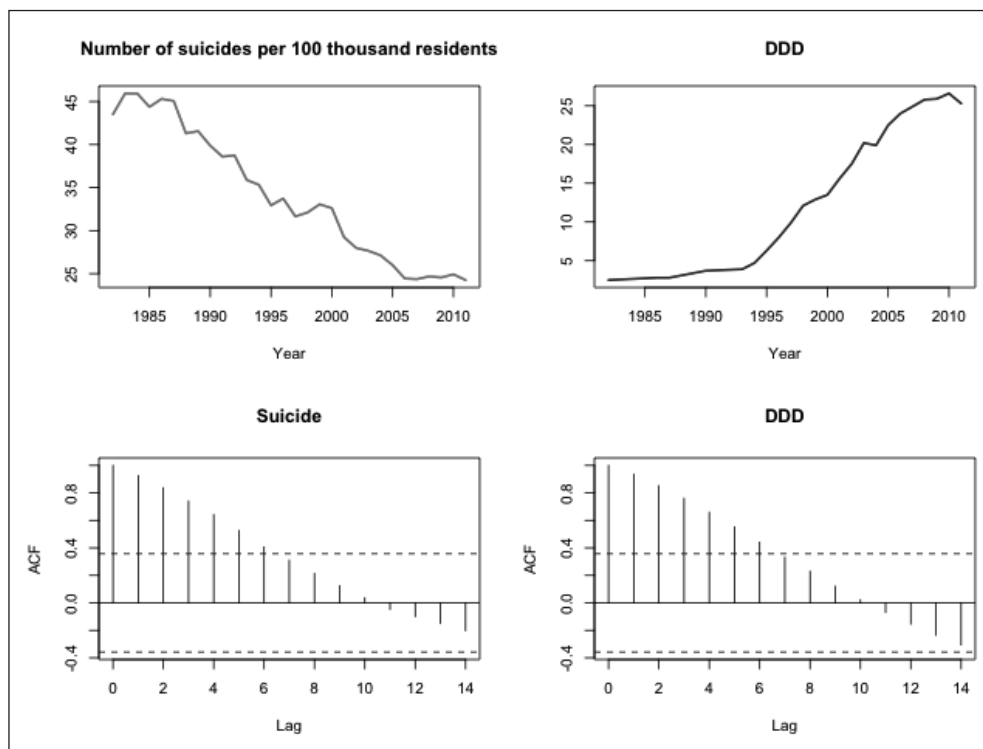 Number of suicides per 100 thousand residents
45
40
35
30
25
1985 1990 1995 2000 2005 2010
Year
DDD
25
20
15
10
5
1985 1990 1995 2000 2005 2010
Year
Suicide
ACF
0.8
0.4
0.0
-0.4
0 2 4 6 8 10 12 14
Lag
DDD
ACF
0.8
0.4
0.0
-0.4
0 2 4 6 8 10 12 14
Lag